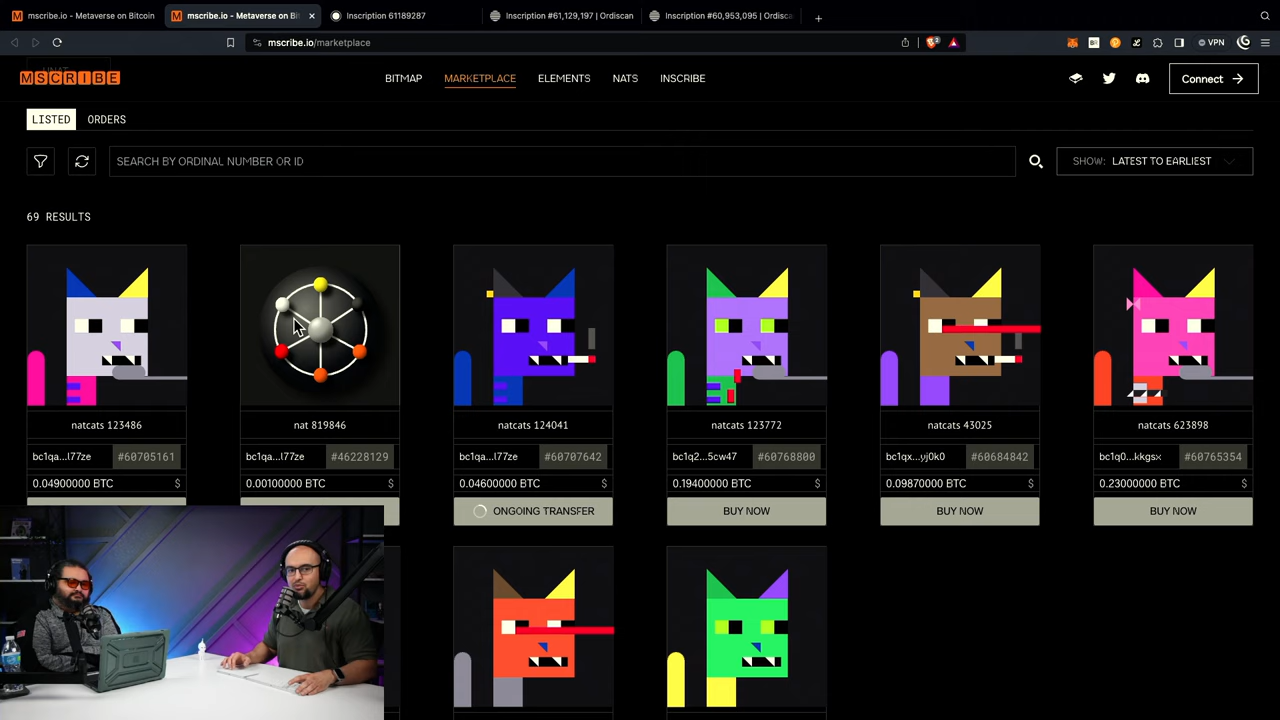 mscribe.io - Metaverse on Bitcoin
mscribe.io - Metaverse on Bit
Inscription 61189287
Inscription #61,129,197 | Ordiscan
Inscription #60,953,095 | Ordisca
mscribe.io/marketplace
VPN
MSCRIBE
BITMAP
MARKETPLACE
ELEMENTS
NATS
INSCRIBE
Connect
LISTED
ORDERS
SEARCH BY ORDINAL NUMBER OR ID
SHOW: LATEST TO EARLIEST
69 RESULTS
natcats 123486
nat 819846
natcats 124041
natcats 123772
natcats 43025
natcats 623898
bc1qa...l77ze #60705161
bc1qa...l77ze #46228129
bc1qa...l77ze #60707642
bc1q2...5cw47 #60768800
bc1qx...yj0k0 #60684842
bc1q0...kkgsx #60765354
0.04900000 BTC $
0.00100000 BTC $
0.04600000 BTC $
0.19400000 BTC $
0.09870000 BTC $
0.23000000 BTC $
ONGOING TRANSFER
BUY NOW
BUY NOW
BUY NOW